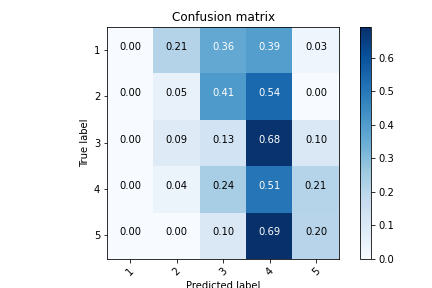 Confusion matrix
1 0.00 0.21 0.36 0.39 0.03
2 0.00 0.05 0.41 0.54 0.00
3 0.00 0.09 0.13 0.68 0.10
4 0.00 0.04 0.24 0.51 0.21
5 0.00 0.00 0.10 0.69 0.20
True label
1 2 3 4 5
Predicted label
0.6
0.5
0.4
0.3
0.2
0.1
0.0